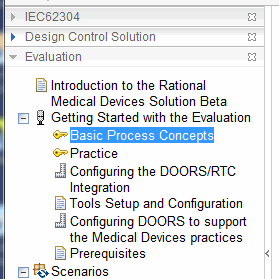 IEC62304
Design Control Solution
Evaluation
Introduction to the Rational
Medical Devices Solution Beta
Getting Started with the Evaluation
Basic Process Concepts
Practice
Configuring the DOORS/RTC
Integration
Tools Setup and Configuration
Configuring DOORS to support
the Medical Devices practices
Prerequisites
Scenarios